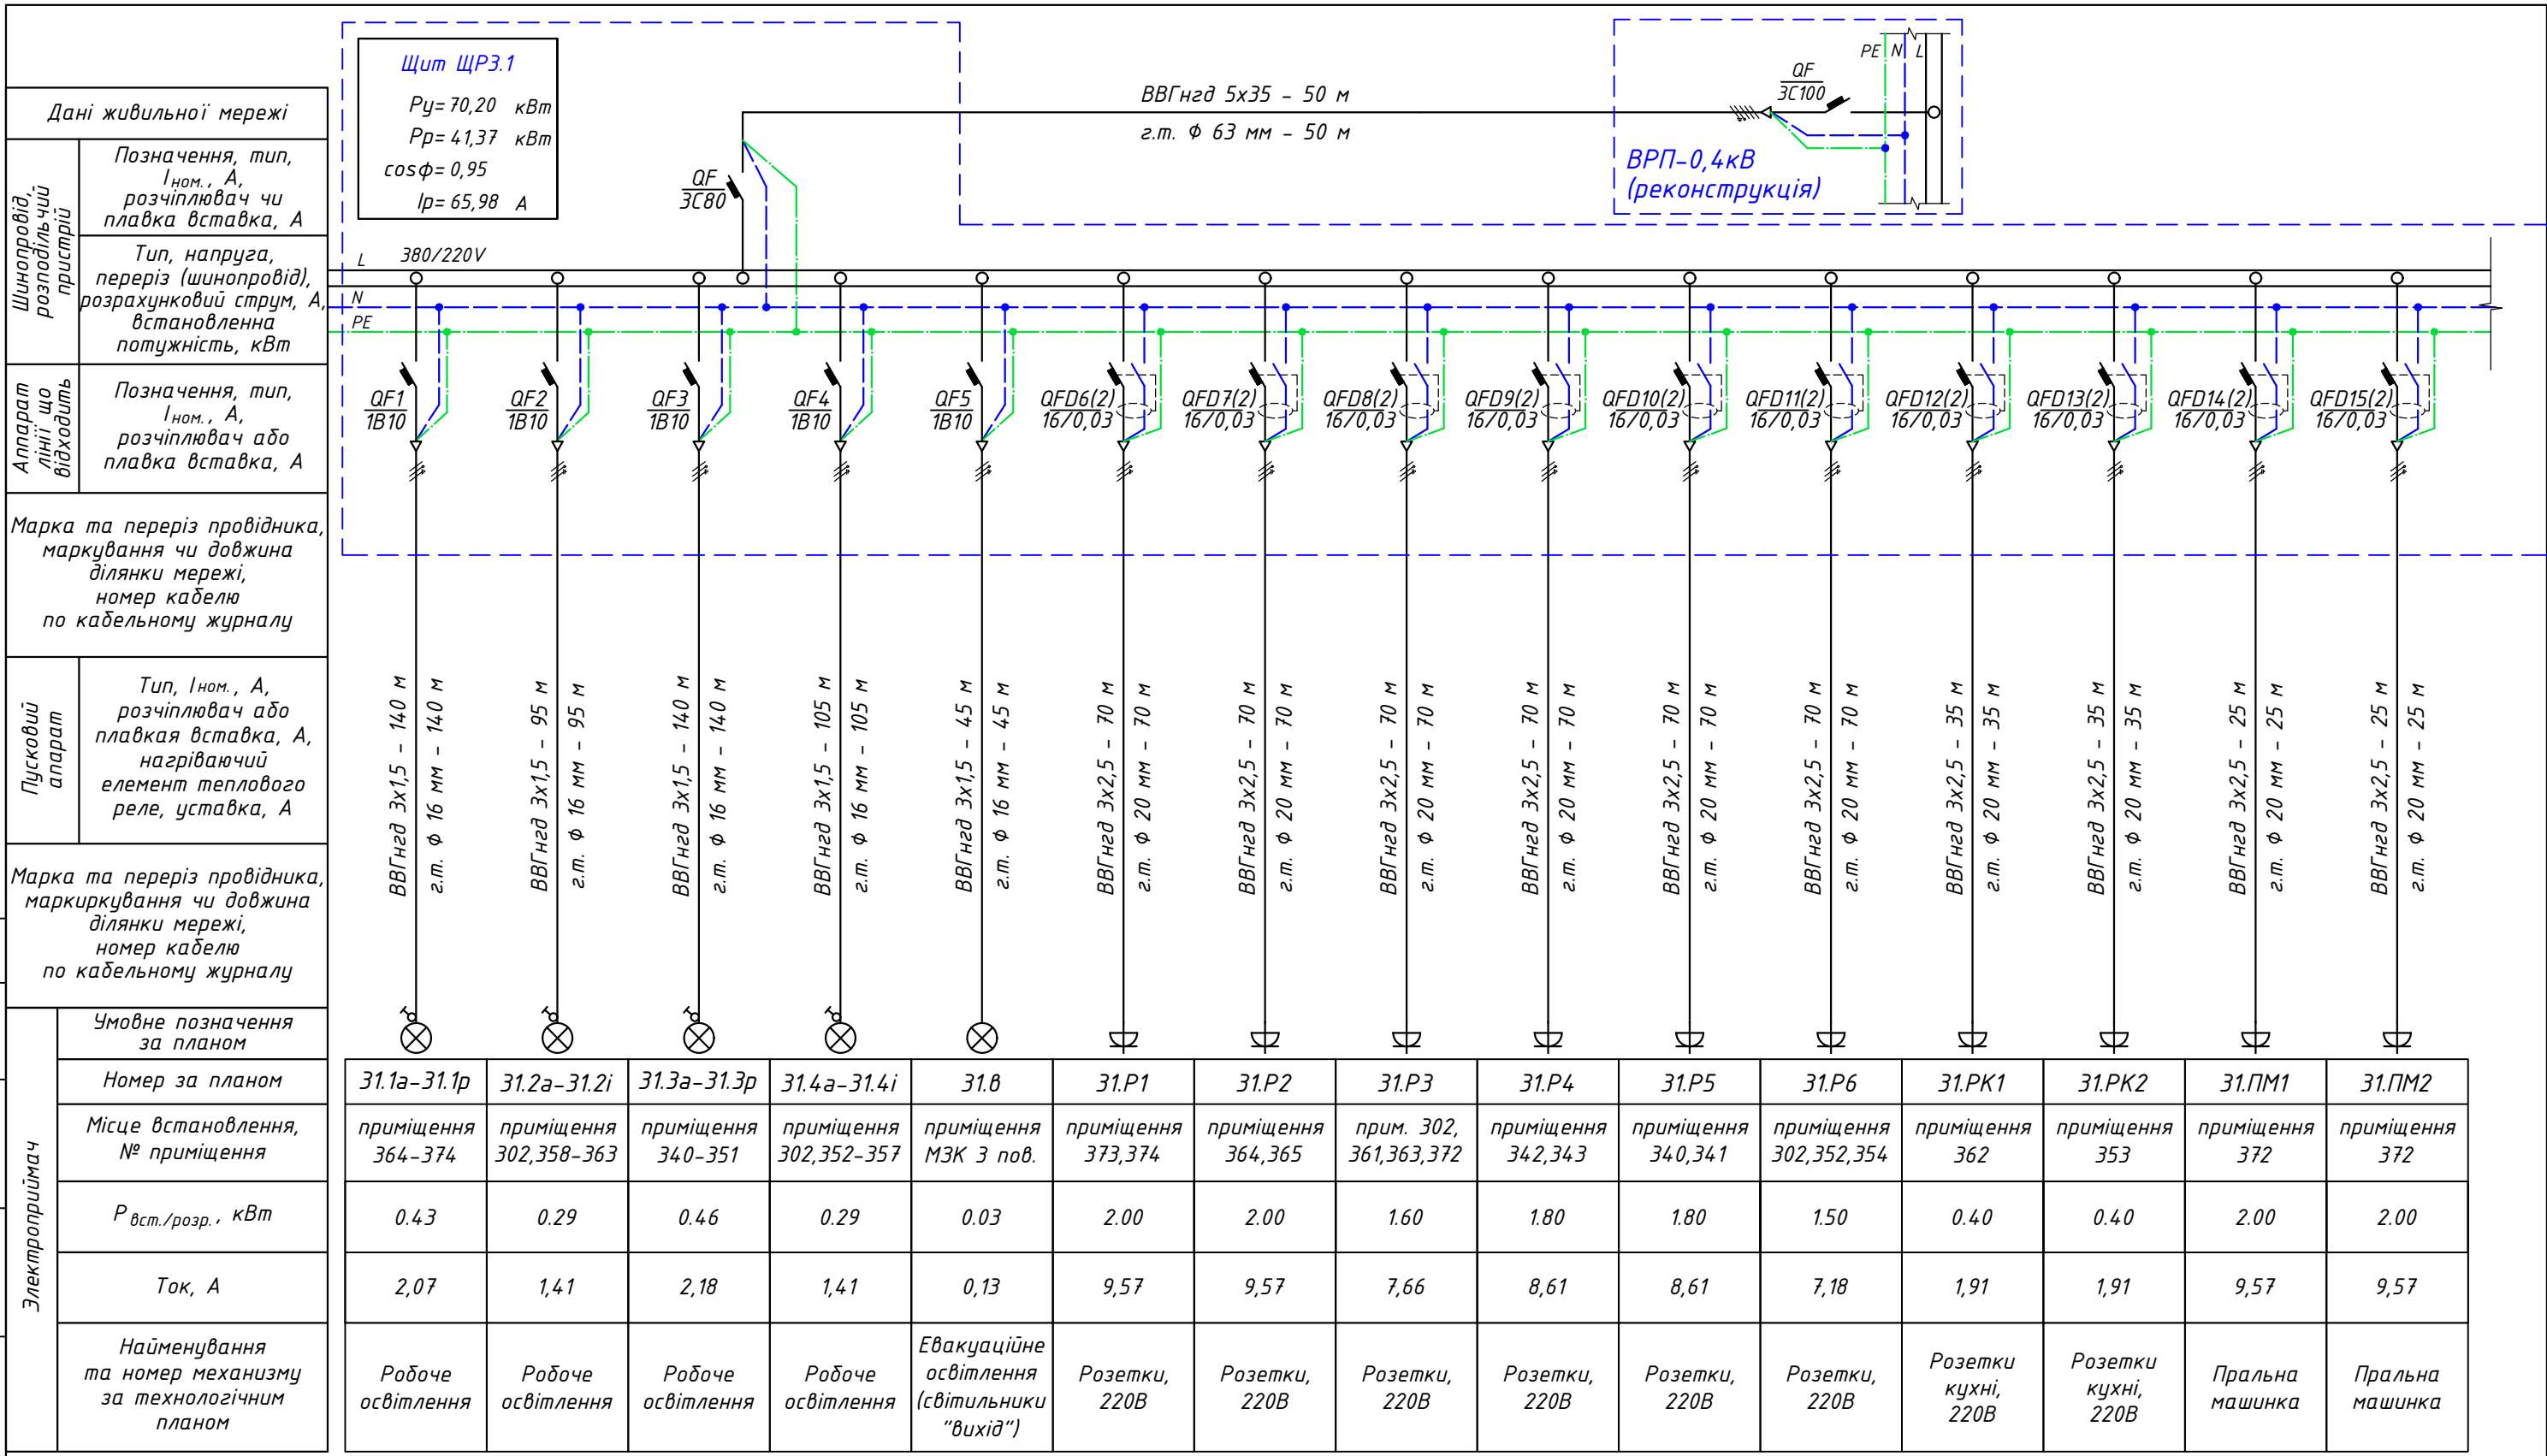 Щит ЩР3.1
Ру= 70,20 кВт
Рр= 41,37 кВт
cosφ= 0,95
Iр= 65,98 А
ВВГнгд 5х35 - 50 м
г.т. Ф 63 мм - 50 м
QF
3С80
QF
3С100
PE N L
ВРП-0,4кВ
(реконструкція)
Дані живильної мережі
Шинопровід,
розподільчий
пристрій
Позначення, тип,
Iном., А,
розчіплювач чи
плавка вставка, А
Тип, напруга,
переріз (шинопровід),
розрахунковий струм, А,
встановленна
потужність, кВт
L 380/220V
N
PE
Аппарат
лінії що
відходить
Позначення, тип,
Iном., А,
розчіплювач або
плавка вставка, А
QF1
1В10
QF2
1В10
QF3
1В10
QF4
1В10
QF5
1В10
QFD6(2)
16/0,03
QFD7(2)
16/0,03
QFD8(2)
16/0,03
QFD9(2)
16/0,03
QFD10(2)
16/0,03
QFD11(2)
16/0,03
QFD12(2)
16/0,03
QFD13(2)
16/0,03
QFD14(2)
16/0,03
QFD15(2)
16/0,03
Марка та переріз провідника,
маркування чи довжина
ділянки мережі,
номер кабелю
по кабельному журналу
Пусковий
апарат
Тип, Iном., А,
розчіплювач або
плавкая вставка, А,
нагріваючий
елемент теплового
реле, уставка, А
Марка та переріз провідника,
маркиркування чи довжина
ділянки мережі,
номер кабелю
по кабельному журналу
ВВГнгд 3х1,5 - 140 м
г.т. Ф 16 мм - 140 м
ВВГнгд 3х1,5 - 95 м
г.т. Ф 16 мм - 95 м
ВВГнгд 3х1,5 - 140 м
г.т. Ф 16 мм - 140 м
ВВГнгд 3х1,5 - 105 м
г.т. Ф 16 мм - 105 м
ВВГнгд 3х1,5 - 45 м
г.т. Ф 16 мм - 45 м
ВВГнгд 3х2,5 - 70 м
г.т. Ф 20 мм - 70 м
ВВГнгд 3х2,5 - 70 м
г.т. Ф 20 мм - 70 м
ВВГнгд 3х2,5 - 70 м
г.т. Ф 20 мм - 70 м
ВВГнгд 3х2,5 - 70 м
г.т. Ф 20 мм - 70 м
ВВГнгд 3х2,5 - 70 м
г.т. Ф 20 мм - 70 м
ВВГнгд 3х2,5 - 70 м
г.т. Ф 20 мм - 70 м
ВВГнгд 3х2,5 - 35 м
г.т. Ф 20 мм - 35 м
ВВГнгд 3х2,5 - 35 м
г.т. Ф 20 мм - 35 м
ВВГнгд 3х2,5 - 25 м
г.т. Ф 20 мм - 25 м
ВВГнгд 3х2,5 - 25 м
г.т. Ф 20 мм - 25 м
Электроприймач
Умовне позначення
за планом
Номер за планом
31.1а-31.1р
31.2а-31.2і
31.3а-31.3р
31.4а-31.4і
31.в
31.Р1
31.Р2
31.Р3
31.Р4
31.Р5
31.Р6
31.РК1
31.РК2
31.ПМ1
31.ПМ2
Місце встановлення,
№ приміщення
приміщення
364-374
приміщення
302,358-363
приміщення
340-351
приміщення
302,352-357
приміщення
МЗК 3 пов.
приміщення
373,374
приміщення
364,365
прим. 302,
361,363,372
приміщення
342,343
приміщення
340,341
приміщення
302,352,354
приміщення
362
приміщення
353
приміщення
372
приміщення
372
Р вст./розр., кВт
0.43
0.29
0.46
0.29
0.03
2.00
2.00
1.60
1.80
1.80
1.50
0.40
0.40
2.00
2.00
Ток, А
2,07
1,41
2,18
1,41
0,13
9,57
9,57
7,66
8,61
8,61
7,18
1,91
1,91
9,57
9,57
Найменування
та номер механизму
за технологічним
планом
Робоче
освітлення
Робоче
освітлення
Робоче
освітлення
Робоче
освітлення
Евакуаційне
освітлення
(світильники
"вихід")
Розетки,
220В
Розетки,
220В
Розетки,
220В
Розетки,
220В
Розетки,
220В
Розетки,
220В
Розетки
кухні,
220В
Розетки
кухні,
220В
Пральна
машинка
Пральна
машинка